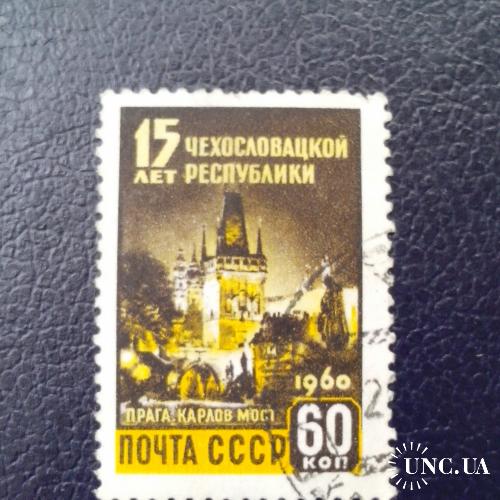 15 ЧЕХОСЛОВАЦКОЙ
ЛЕТ РЕСПУБЛИКИ
1960
ПРАГА. КАРЛОВ МОСТ
60
ПОЧТА СССР
КОП
UNC.UA